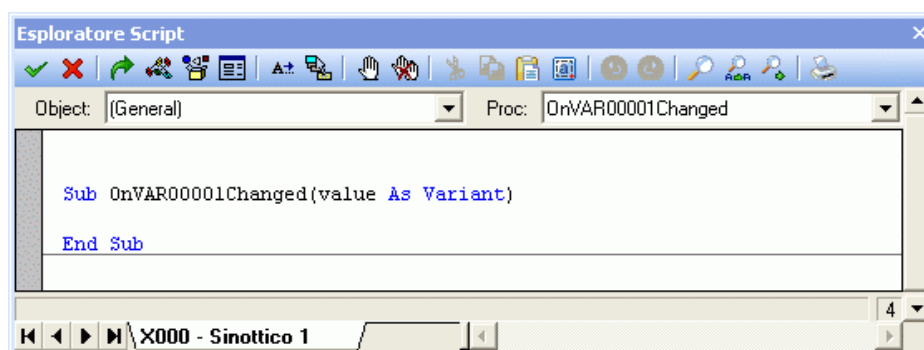 Esploratore Script
Object: (General) Proc: OnVAR00001Changed
Sub OnVAR00001Changed(value As Variant)
End Sub
4
X000 - Sinottico 1